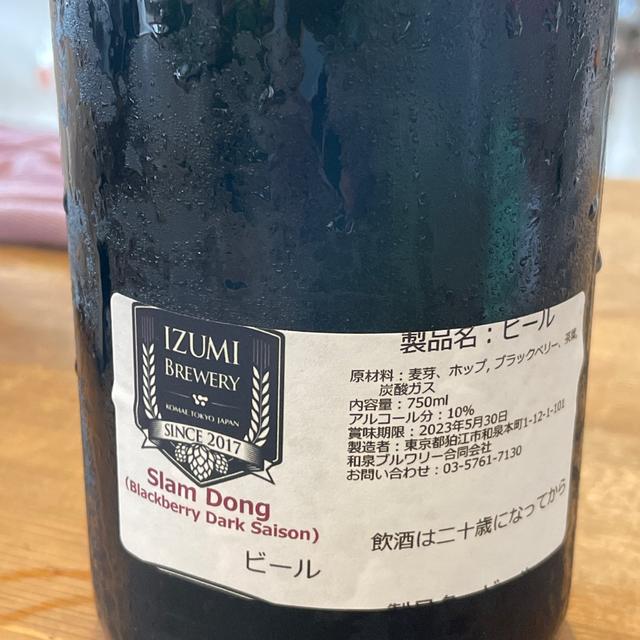 IZUMI
BREWERY
KOMAE, TOKYO JAPAN
SINCE 2017
Slam Dong
(Blackberry Dark Saison)
ビール
製品名：ビール
原材料：麦芽、ホップ, ブラックベリー、茶葉,
炭酸ガス
内容量：750ml
アルコール分：10%
賞味期限：2023年5月30日
製造者：東京都狛江市和泉本町1-12-1-101
和泉ブルワリー合同会社
お問い合わせ：03-5761-7130
飲酒は二十歳になってから